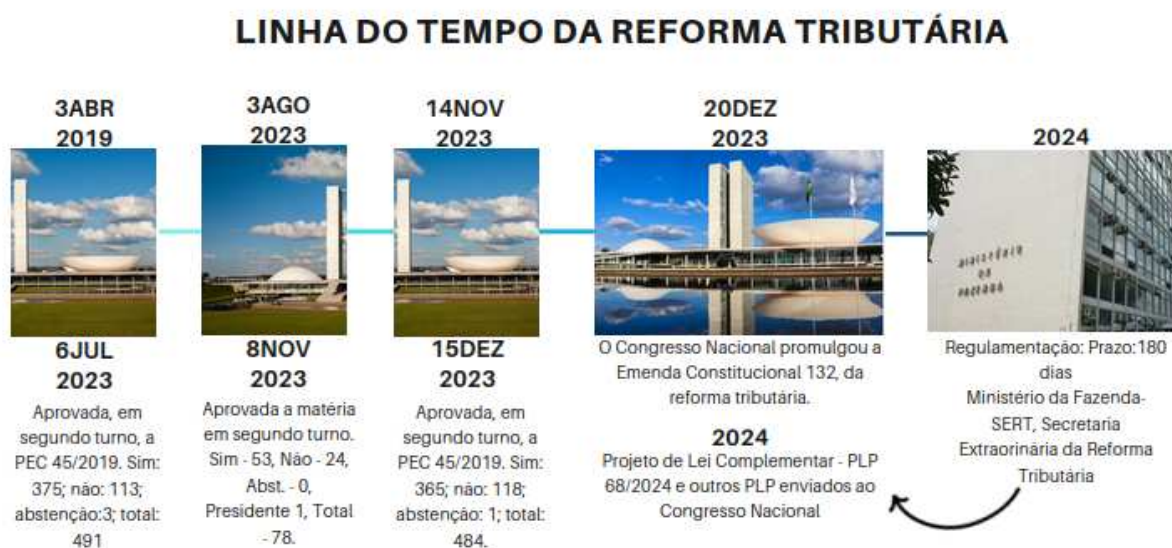 LINHA DO TEMPO DA REFORMA TRIBUTÁRIA
3ABR
2019
6JUL
2023
Aprovada, em
segundo turno, a
PEC 45/2019. Sim:
375; não: 113;
abstenção:3; total:
491
3AGO
2023
8NOV
2023
Aprovada a matéria
em segundo turno.
Sim - 53, Não - 24,
Abst. - 0,
Presidente 1, Total
- 78.
14NOV
2023
15DEZ
2023
Aprovada, em
segundo turno, a
PEC 45/2019. Sim:
365; não: 118;
abstenção: 1; total:
484.
20DEZ
2023
O Congresso Nacional promulgou a
Emenda Constitucional 132, da
reforma tributária.
2024
Projeto de Lei Complementar - PLP
68/2024 e outros PLP enviados ao
Congresso Nacional
2024
Regulamentação: Prazo:180
dias
Ministério da Fazenda-
SERT, Secretaria
Extraorinária da Reforma
Tributária